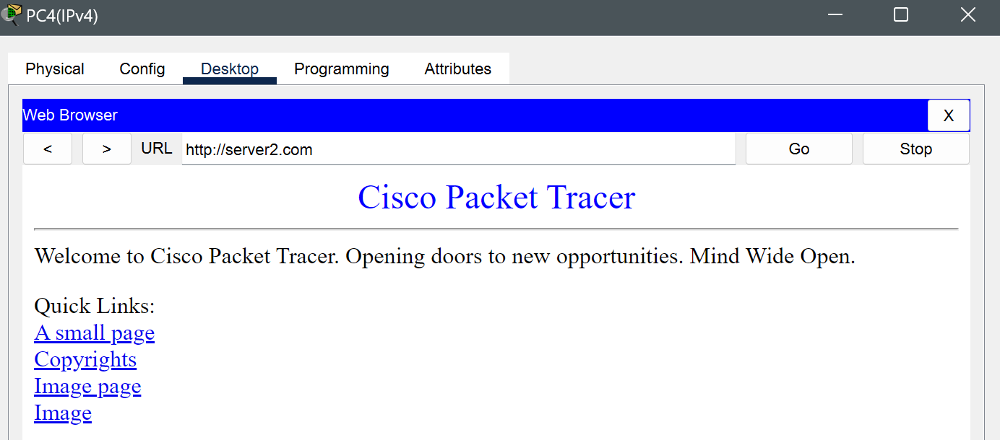 PC4(IPv4)
Physical Config Desktop Programming Attributes
Web Browser X
< > URL http://server2.com Go Stop
Cisco Packet Tracer
Welcome to Cisco Packet Tracer. Opening doors to new opportunities. Mind Wide Open.
Quick Links:
A small page
Copyrights
Image page
Image